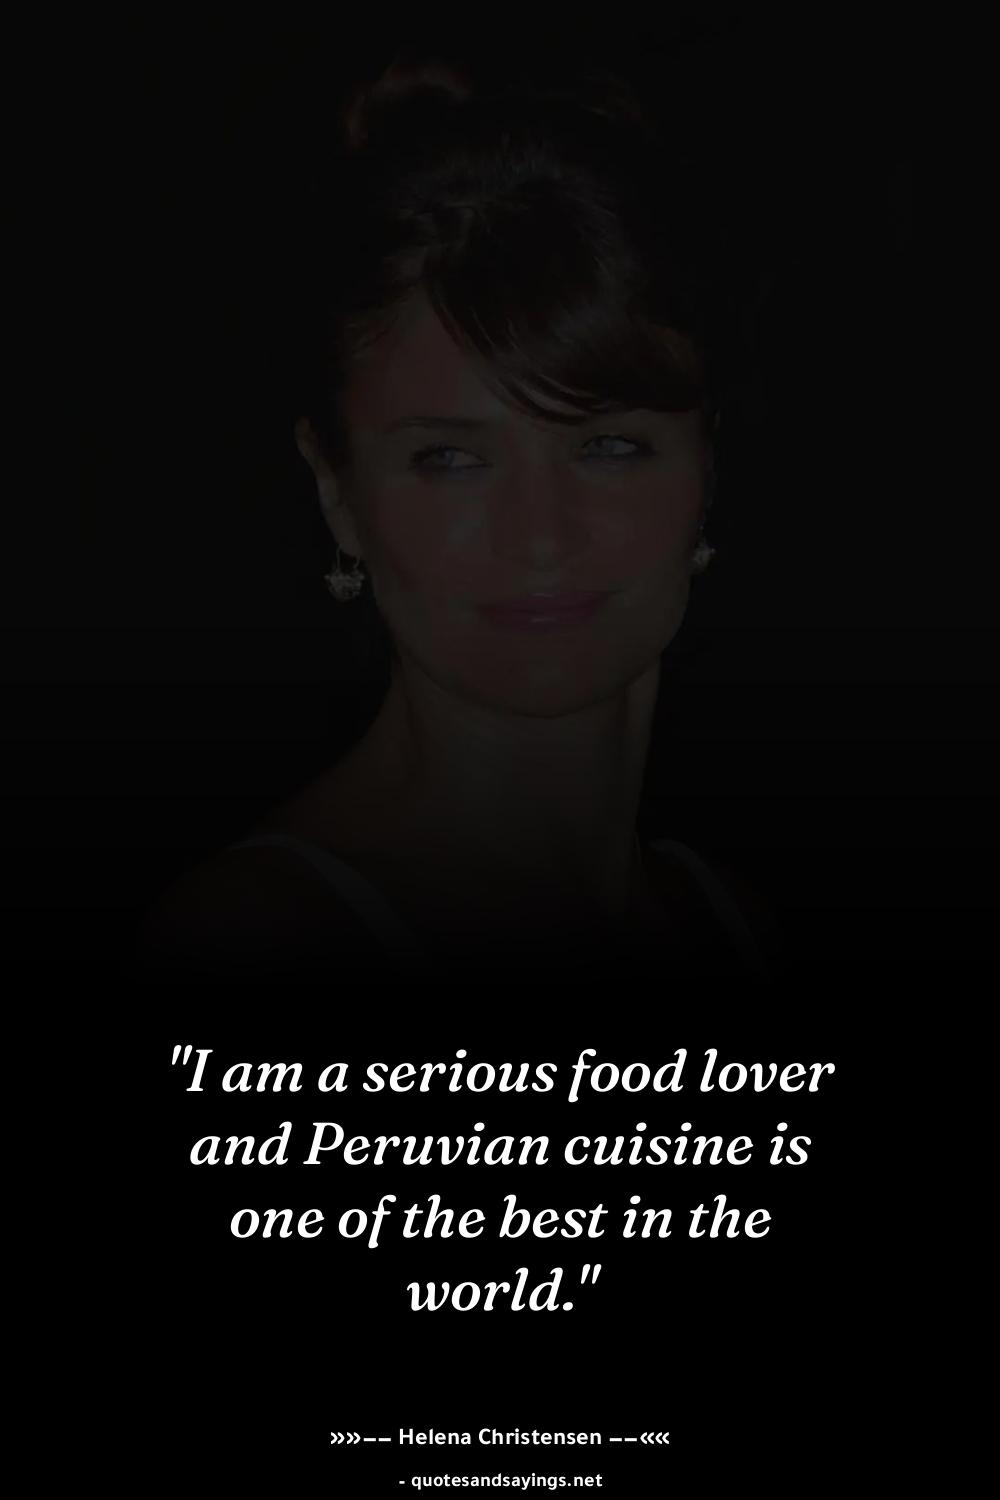 "I am a serious food lover
and Peruvian cuisine is
one of the best in the
world."
»»-- Helena Christensen --««
- quotesandsayings.net